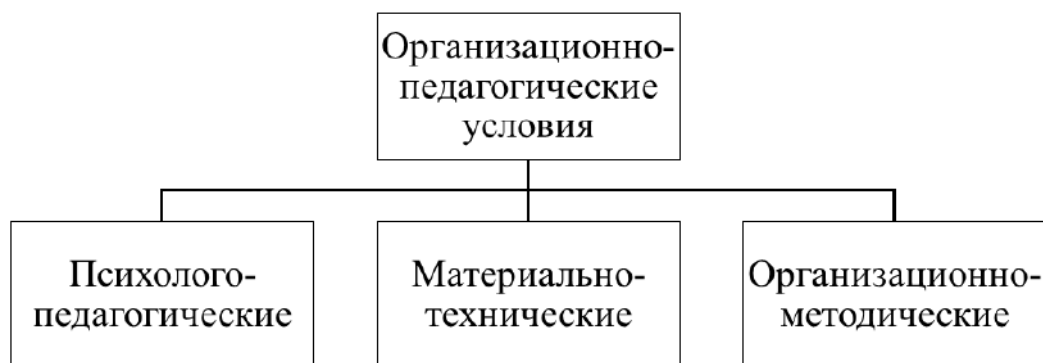 Организационно-
педагогические
условия
Психолого-
педагогические
Материально-
технические
Организационно-
методические